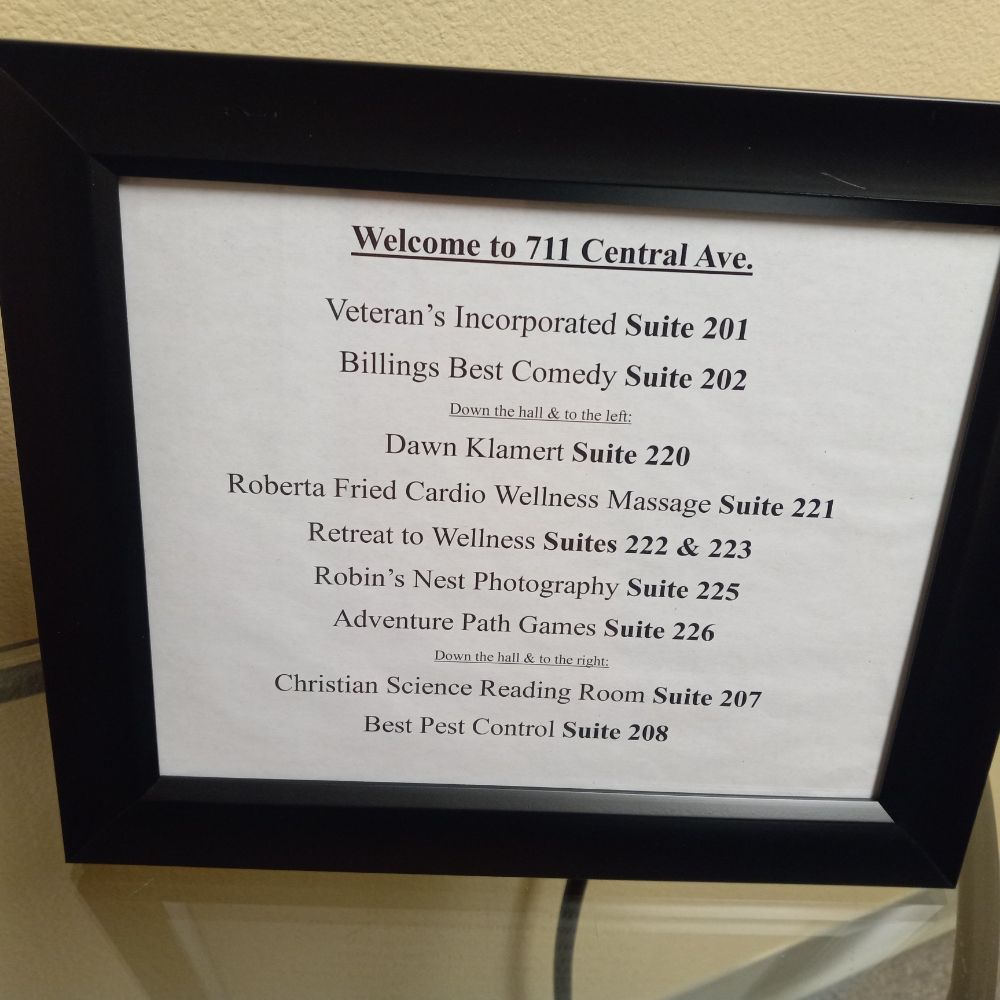 Welcome to 711 Central Ave.
Veteran's Incorporated Suite 201
Billings Best Comedy Suite 202
Down the hall & to the left:
Dawn Klamert Suite 220
Roberta Fried Cardio Wellness Massage Suite 221
Retreat to Wellness Suites 222 & 223
Robin's Nest Photography Suite 225
Adventure Path Games Suite 226
Down the hall & to the right:
Christian Science Reading Room Suite 207
Best Pest Control Suite 208